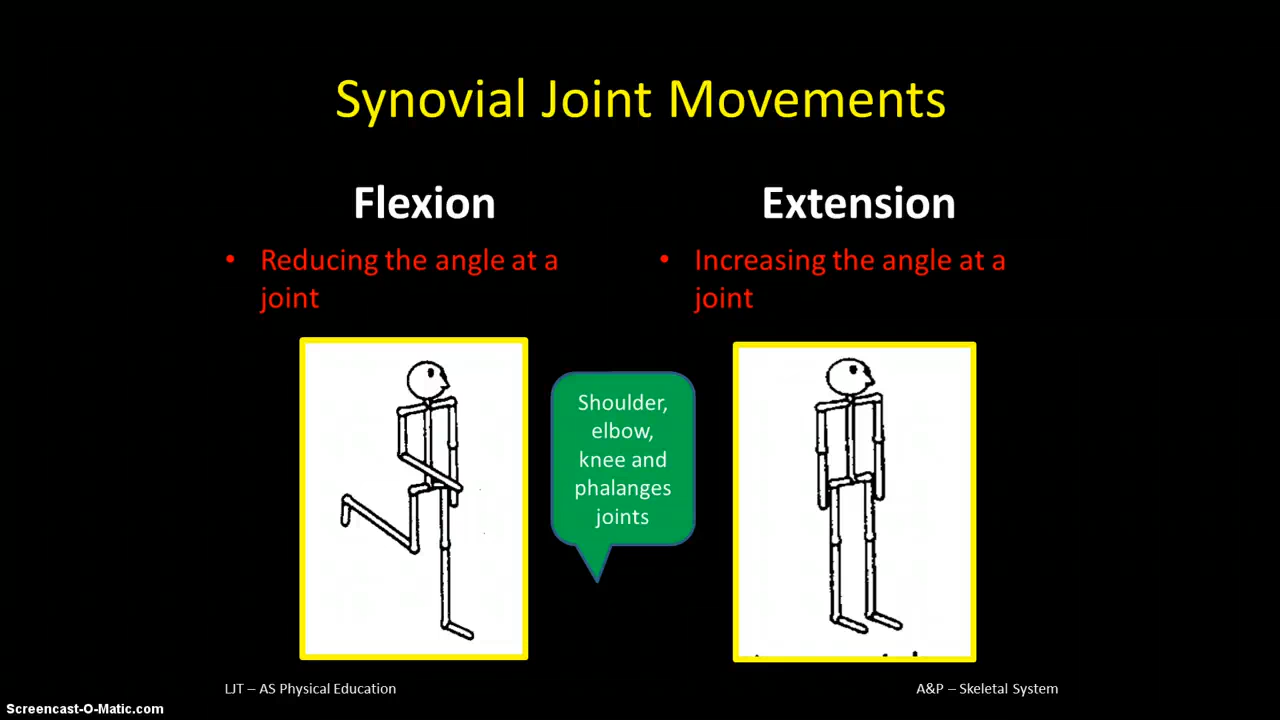 Synovial Joint Movements
Flexion
• Reducing the angle at a
joint
Extension
• Increasing the angle at a
joint
Shoulder,
elbow,
knee and
phalanges
joints
LJT – AS Physical Education
A&P – Skeletal System
Screencast-O-Matic.com